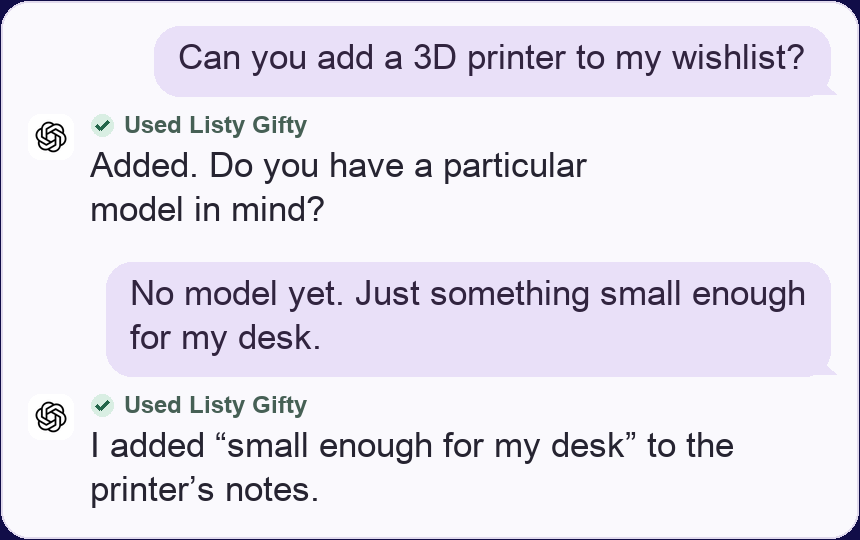 Can you add a 3D printer to my wishlist?
Used Listy Gifty
Added. Do you have a particular
model in mind?
No model yet. Just something small enough
for my desk.
Used Listy Gifty
I added “small enough for my desk” to the
printer’s notes.